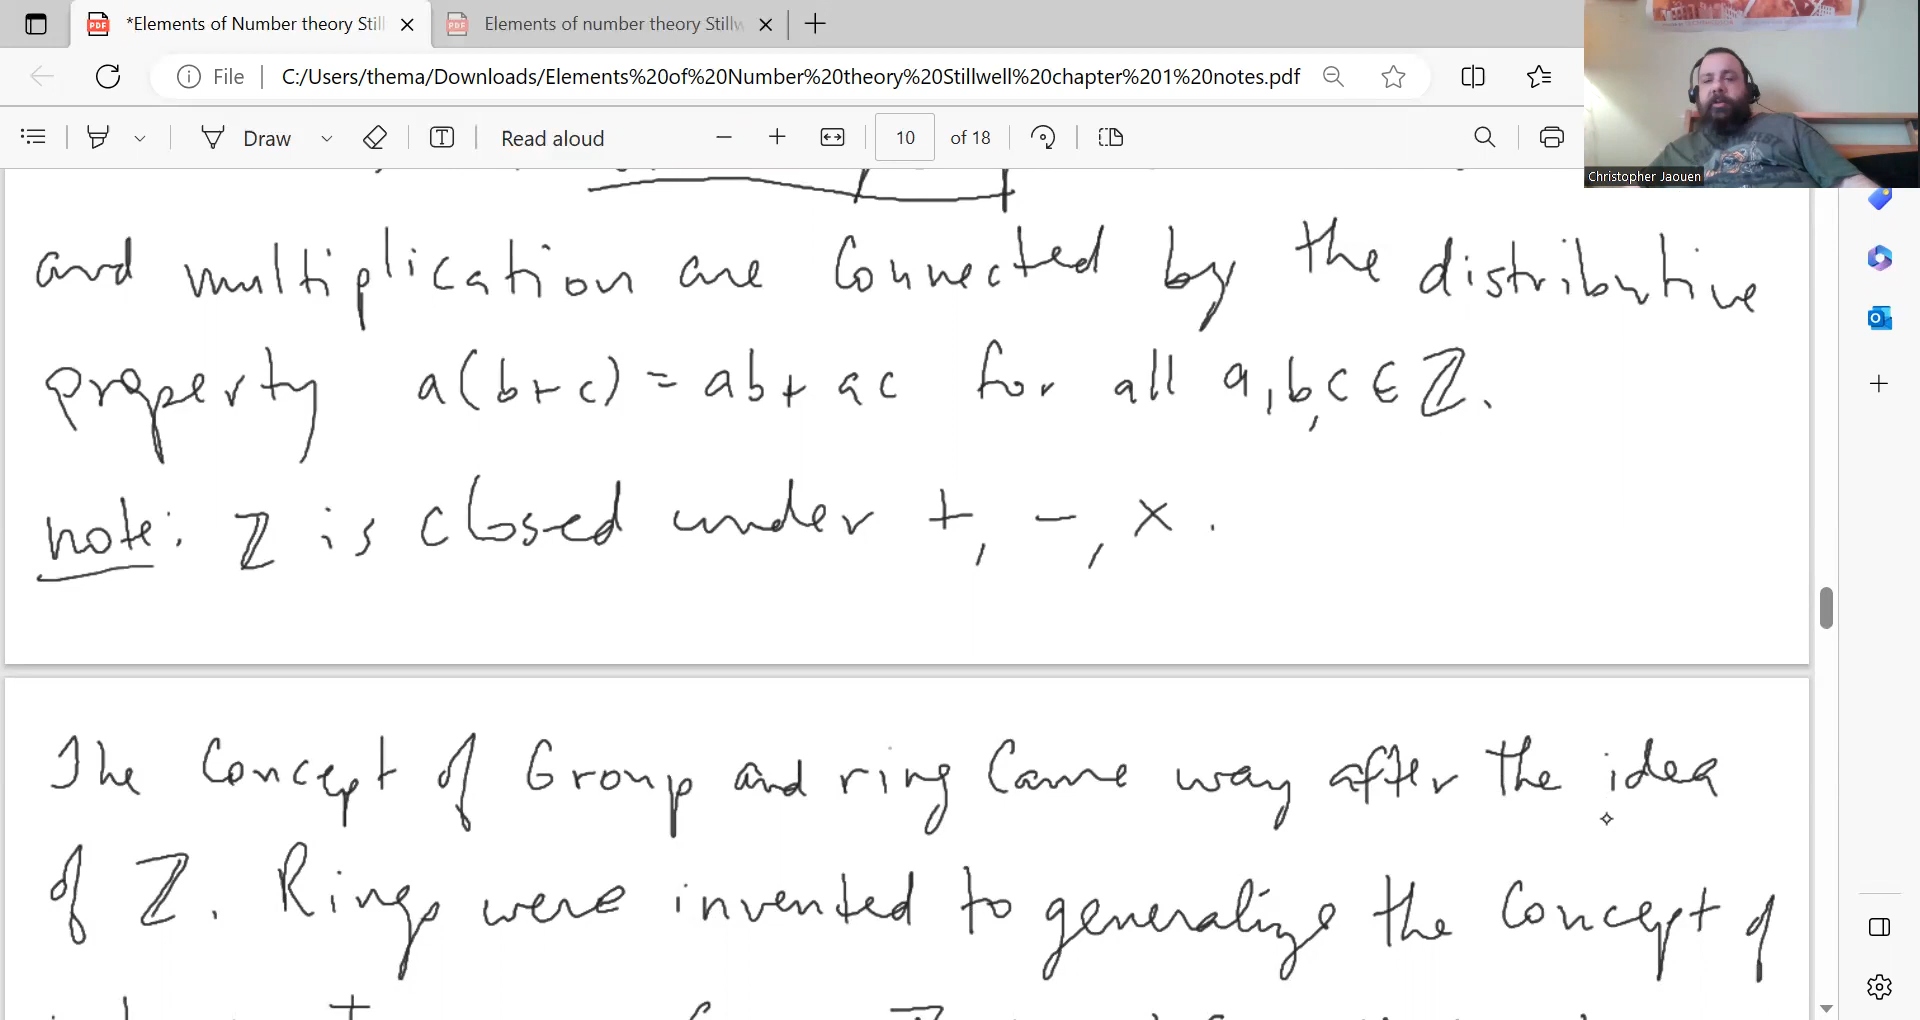 *Elements of Number theory Still
Elements of number theory Stillw
File
C:/Users/thema/Downloads/Elements%20of%20Number%20theory%20Stillwell%20chapter%201%20notes.pdf
Draw
Read aloud
10
of 18
Christopher Jaouen
and multiplication are connected by the distributive
property a(b+c) = ab + ac for all a, b, c ∈ ℤ.
note: ℤ is closed under +, -, ×.
The concept of Group and ring came way after the idea
of ℤ. Rings were invented to generalize the concept of